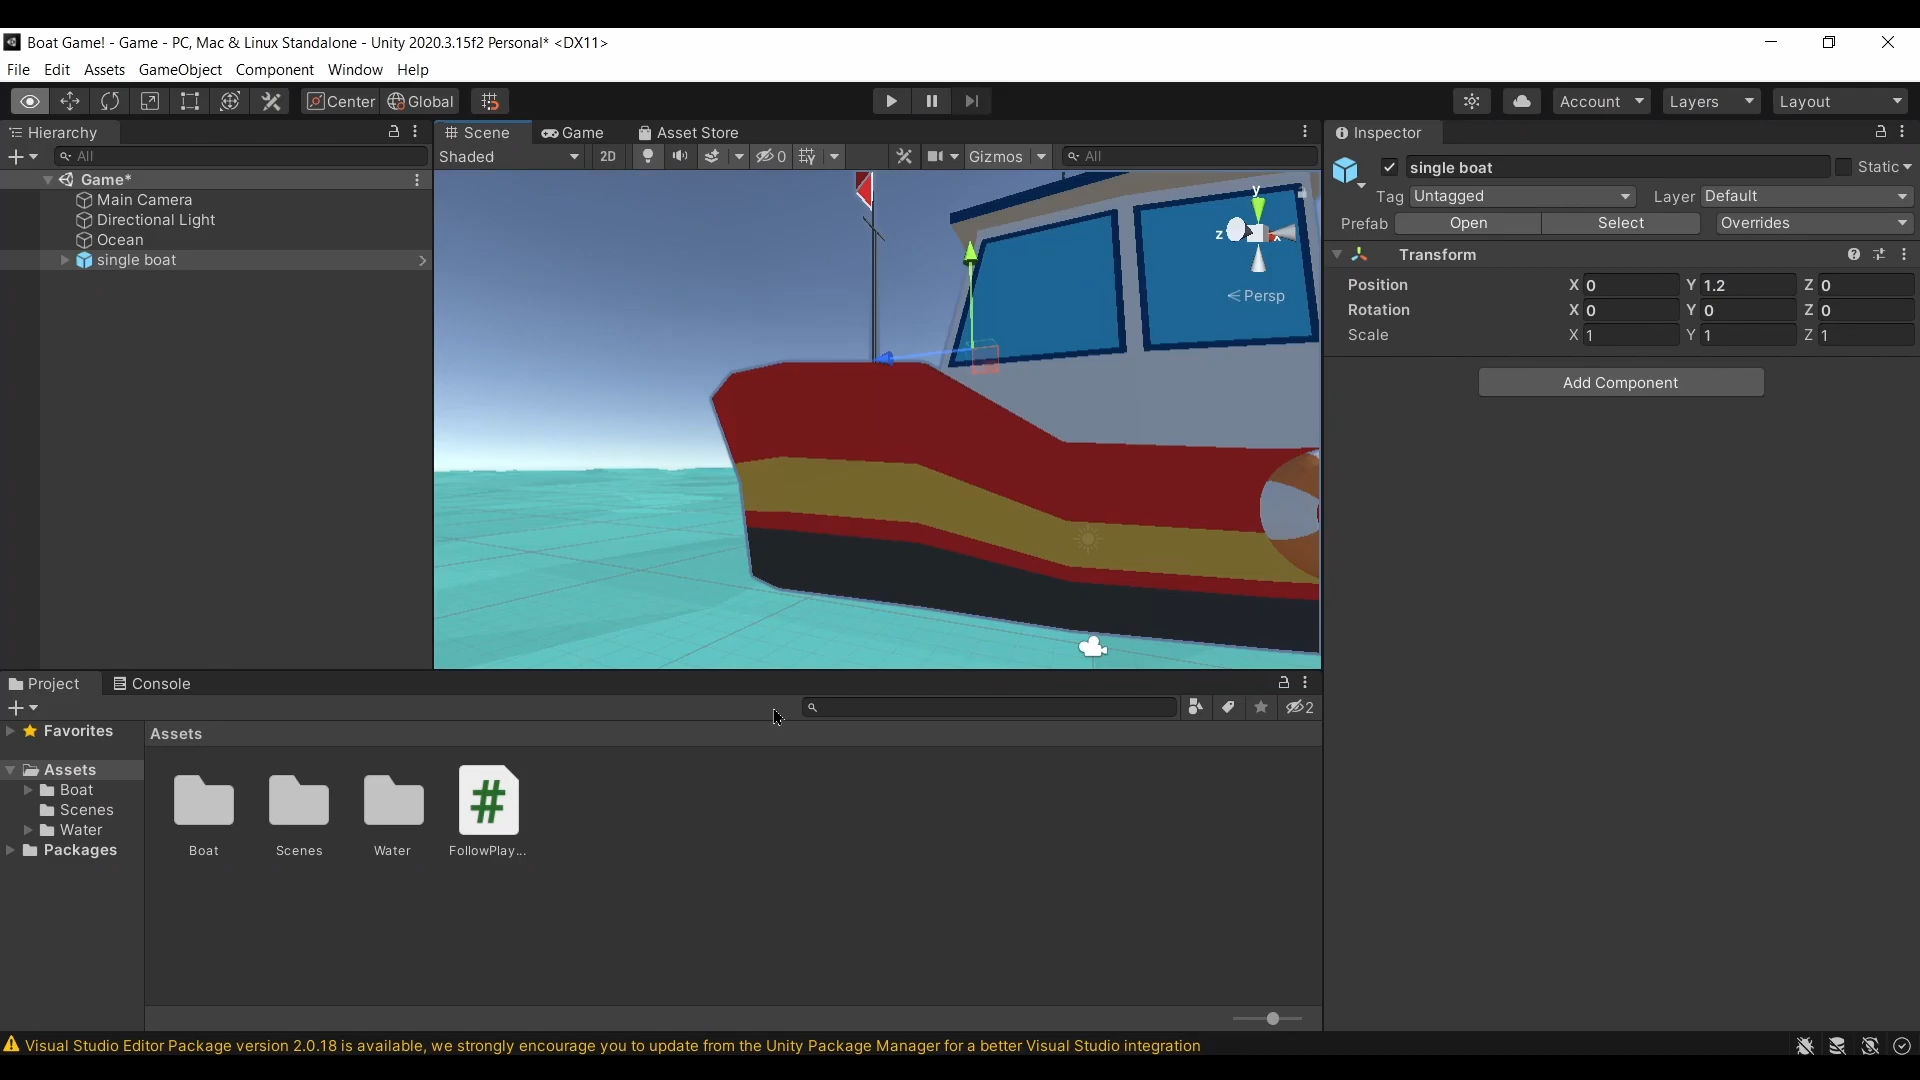 Boat Game! - Game - PC, Mac & Linux Standalone - Unity 2020.3.15f2 Personal* <DX11>
File Edit Assets GameObject Component Window Help
Center Global Account Layers Layout
Hierarchy
All
Game*
Main Camera
Directional Light
Ocean
single boat
Scene Game Asset Store
Shaded 2D 0 Gizmos All
y
z x
Persp
Inspector
single boat Static
Tag Untagged Layer Default
Prefab Open Select Overrides
Transform
Position X 0 Y 1.2 Z 0
Rotation X 0 Y 0 Z 0
Scale X 1 Y 1 Z 1
Add Component
Project Console
2
Favorites
Assets
Boat
Scenes
Water
Packages
Assets
Boat Scenes Water FollowPlay...
Visual Studio Editor Package version 2.0.18 is available, we strongly encourage you to update from the Unity Package Manager for a better Visual Studio integration